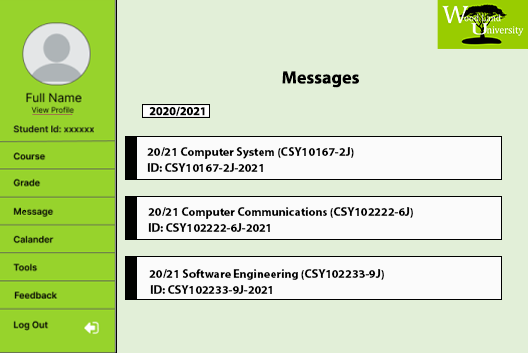 Full Name
View Profile
Student Id: xxxxxx
Course
Grade
Message
Calander
Tools
Feedback
Log Out
Woodland
University
Messages
2020/2021
20/21 Computer System (CSY10167-2J)
ID: CSY10167-2J-2021
20/21 Computer Communications (CSY102222-6J)
ID: CSY102222-6J-2021
20/21 Software Engineering (CSY102233-9J)
ID: CSY102233-9J-2021